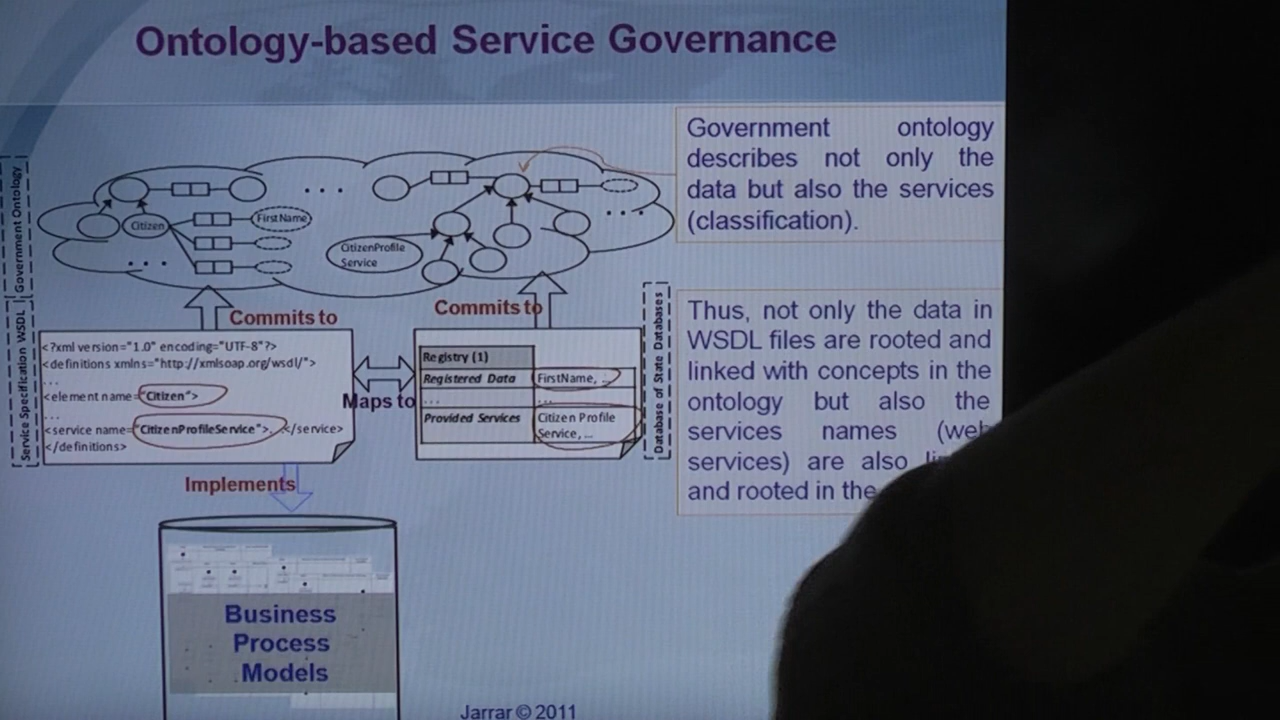 Ontology-based Service Governance
Government ontology
describes not only the
data but also the services
(classification).
Government Ontology
FirstName
Citizen
CitizenProfile
Service
. . .
. . .
. . .
Commits to
Commits to
Service Specification WSDL
<?xml version="1.0" encoding="UTF-8"?>
<definitions xmlns="http://xmlsoap.org/wsdl/">
...
<element name="Citizen">
...
<service name="CitizenProfileService">...</service>
</definitions>
Maps to
Registry (1)
Registered Data FirstName, ...
... ...
Provided Services Citizen Profile
Service, ...
Database of State Databases
Thus, not only the data in
WSDL files are rooted and
linked with concepts in the
ontology but also the
services names (web
services) are also
and rooted in the
Implements
Business
Process
Models
Jarrar © 2011